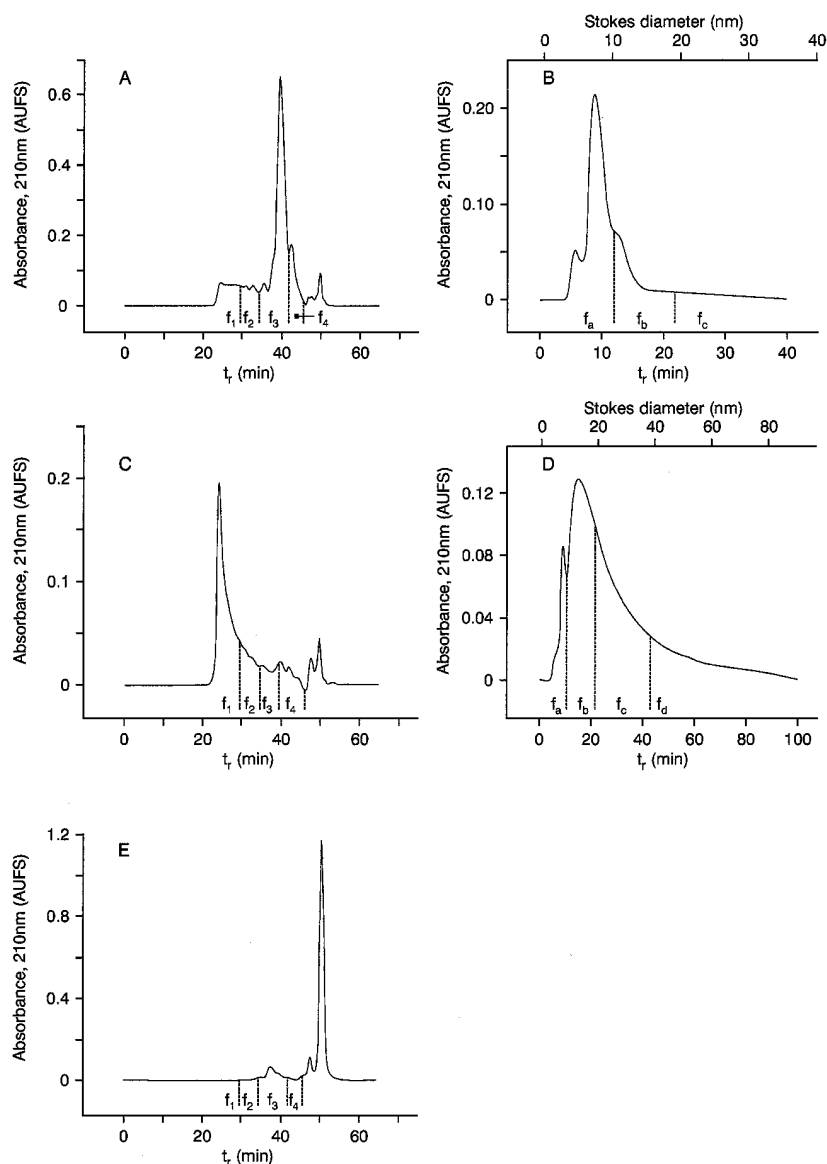 A
Absorbance, 210nm (AUFS)
0.6
0.4
0.2
0
f1 f2 f3 f4
0 20 40 60
tr (min)
Stokes diameter (nm)
0 10 20 30 40
B
Absorbance, 210nm (AUFS)
0.20
0.10
0
fa fb fc
0 10 20 30 40
tr (min)
C
Absorbance, 210nm (AUFS)
0.2
0.1
0
f1 f2 f3 f4
0 20 40 60
tr (min)
Stokes diameter (nm)
0 20 40 60 80
D
Absorbance, 210nm (AUFS)
0.12
0.08
0.04
0
fa fb fc fd
0 20 40 60 80 100
tr (min)
E
Absorbance, 210nm (AUFS)
1.2
0.8
0.4
0
f1 f2 f3 f4
0 20 40 60
tr (min)